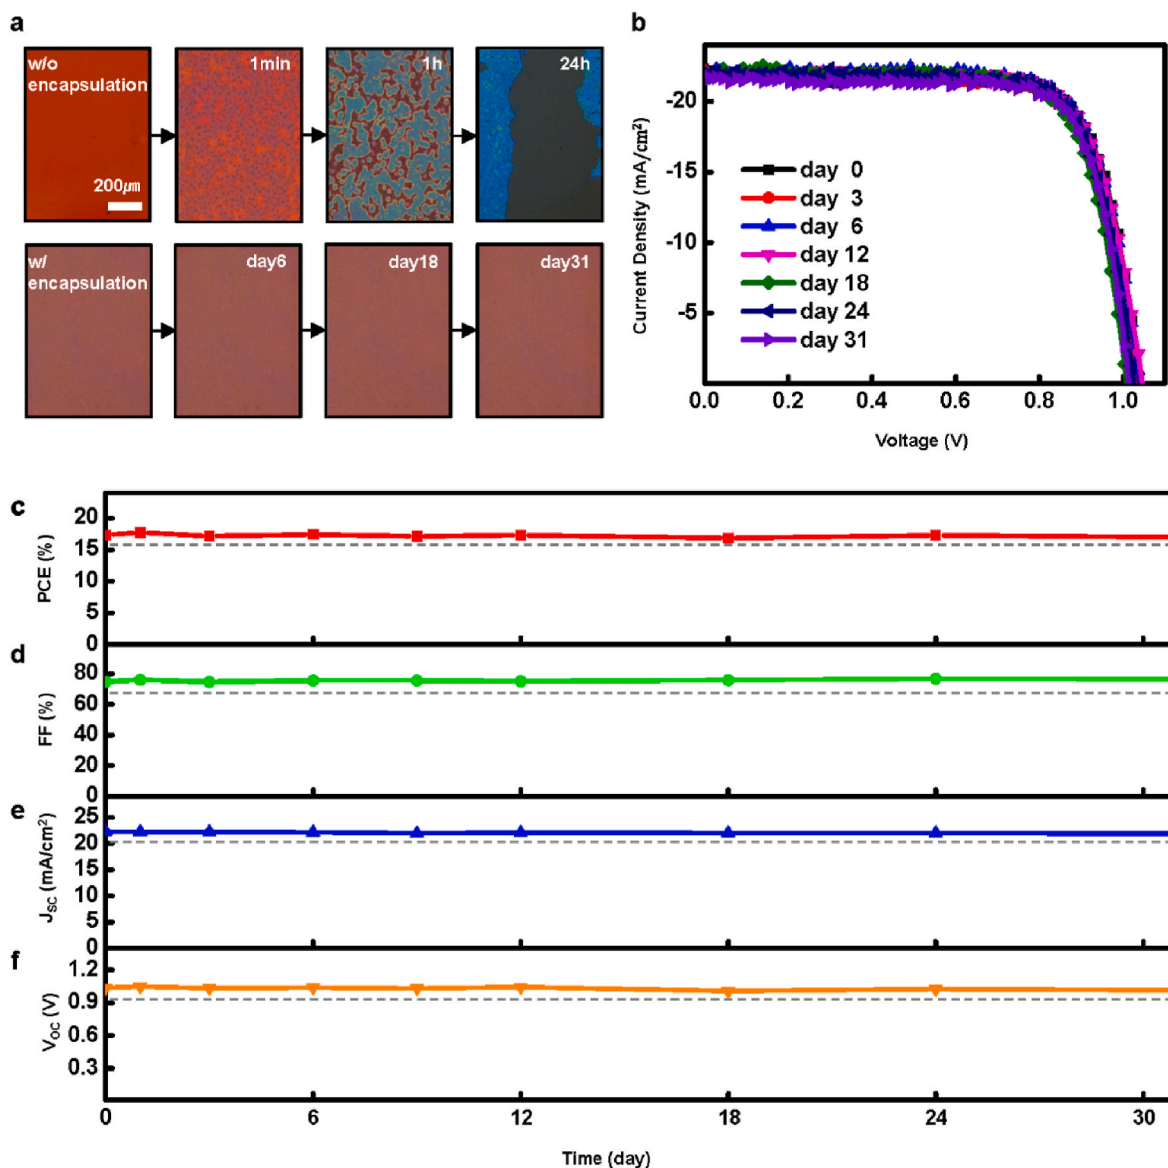 a
w/o
encapsulation
200㎛
1min
1h
24h
w/
encapsulation
day6
day18
day31
b
Current Density (mA/cm²)
-20
-15
-10
-5
day 0
day 3
day 6
day 12
day 18
day 24
day 31
0.0 0.2 0.4 0.6 0.8 1.0
Voltage (V)
c
PCE (%)
20
15
10
5
0
d
FF (%)
80
60
40
20
0
e
JSC (mA/cm²)
25
20
15
10
5
0
f
VOC (V)
1.2
0.9
0.6
0.3
0 6 12 18 24 30
Time (day)